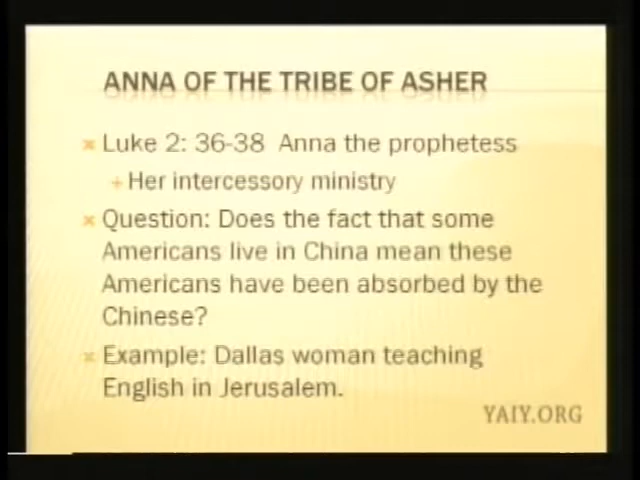 ANNA OF THE TRIBE OF ASHER
Luke 2: 36-38 Anna the prophetess
Her intercessory ministry
Question: Does the fact that some
Americans live in China mean these
Americans have been absorbed by the
Chinese?
Example: Dallas woman teaching
English in Jerusalem.
YAIY.ORG